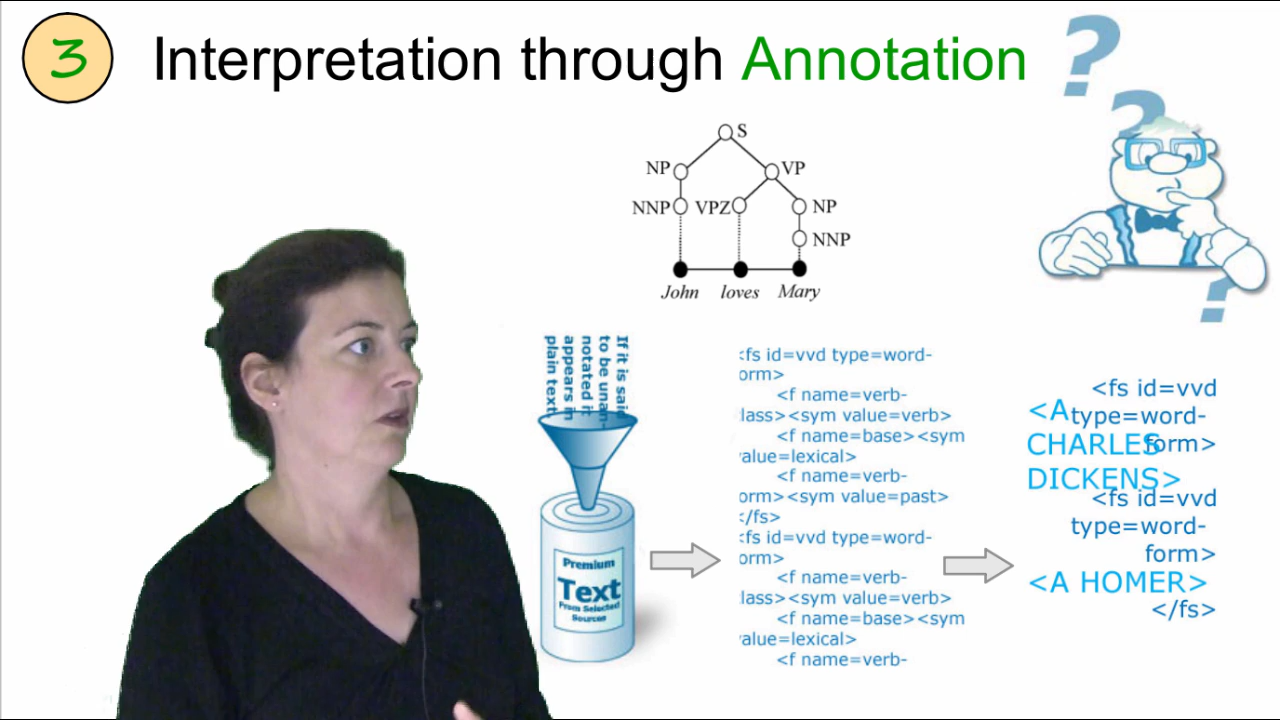 3
Interpretation through Annotation
? ? ?
S
NP VP
NNP VPZ NP
NNP
John loves Mary
If it is said
to be unan-
notated it
appears in
plain text,
Premium
Text
From Selected
Sources
<fs id=vvd type=word-
orm>
<f name=verb-
lass><sym value=verb>
<f name=base><sym
value=lexical>
<f name=verb-
orm><sym value=past>
</fs>
<fs id=vvd type=word-
orm>
<f name=verb-
lass><sym value=verb>
<f name=base><sym
value=lexical>
<f name=verb-
<fs id=vvd
type=word-
form>
<A
CHARLES
DICKENS>
<fs id=vvd
type=word-
form>
<A HOMER>
</fs>